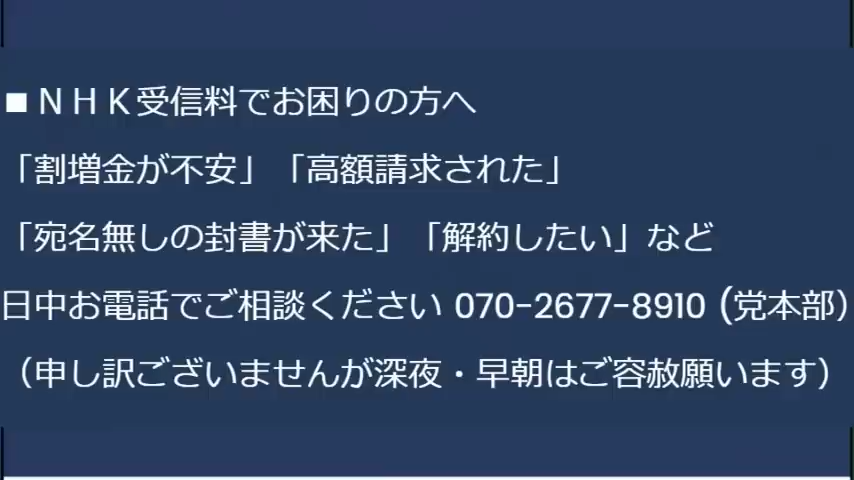 ■ＮＨＫ受信料でお困りの方へ
「割増金が不安」「高額請求された」
「宛名無しの封書が来た」「解約したい」など
日中お電話でご相談ください 070-2677-8910 (党本部)
（申し訳ございませんが深夜・早朝はご容赦願います）